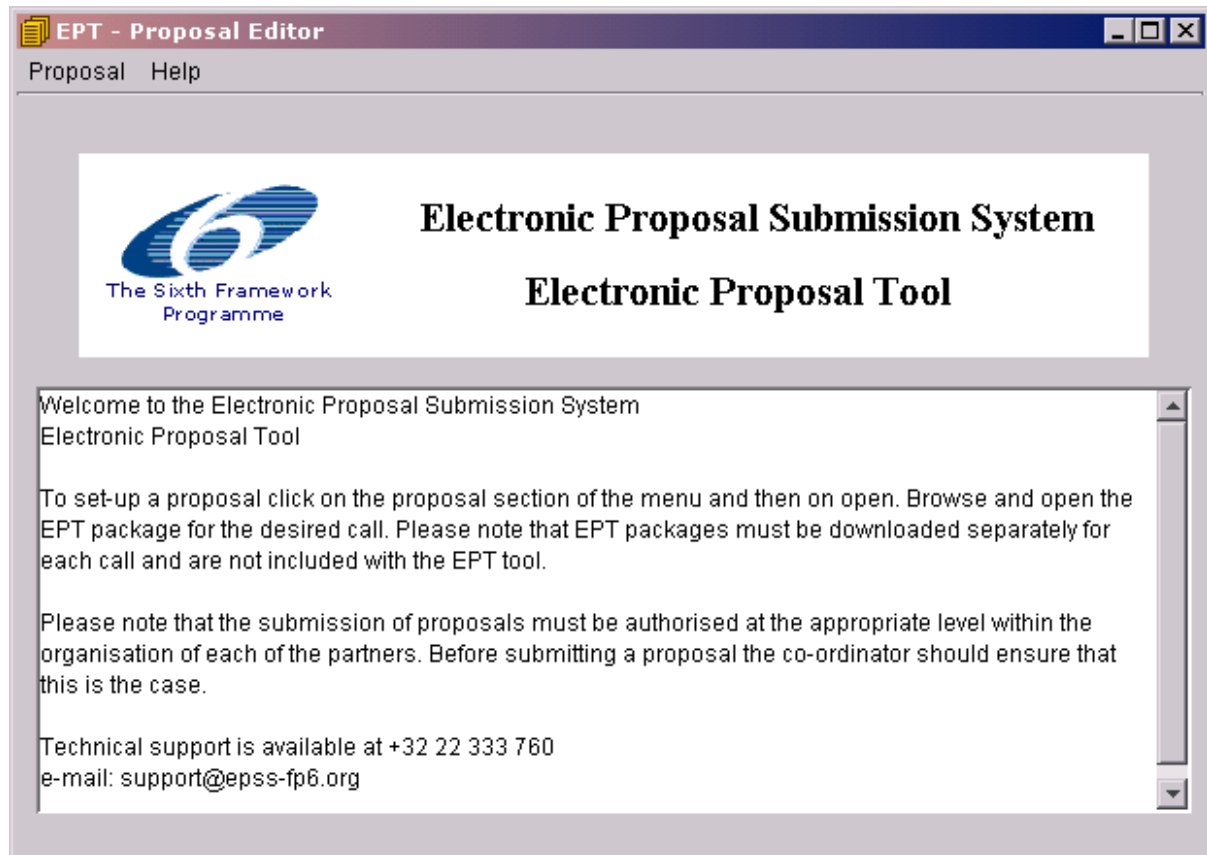 EPT - Proposal Editor
Proposal Help
6
The Sixth Framework
Programme
Electronic Proposal Submission System
Electronic Proposal Tool
Welcome to the Electronic Proposal Submission System
Electronic Proposal Tool
To set-up a proposal click on the proposal section of the menu and then on open. Browse and open the
EPT package for the desired call. Please note that EPT packages must be downloaded separately for
each call and are not included with the EPT tool.
Please note that the submission of proposals must be authorised at the appropriate level within the
organisation of each of the partners. Before submitting a proposal the co-ordinator should ensure that
this is the case.
Technical support is available at +32 22 333 760
e-mail: support@epss-fp6.org